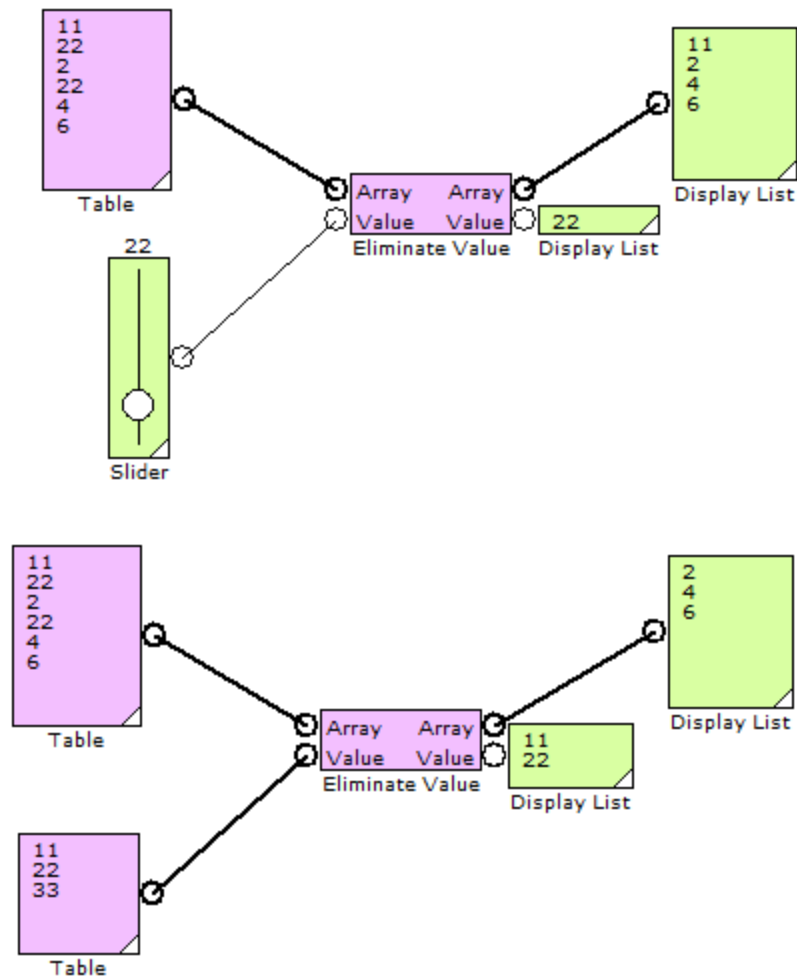 11
22
2
22
4
6
Table
11
2
4
6
Display List
Array Array
Value Value
Eliminate Value
22
Display List
22
Slider
11
22
2
22
4
6
Table
2
4
6
Display List
Array Array
Value Value
Eliminate Value
11
22
Display List
11
22
33
Table